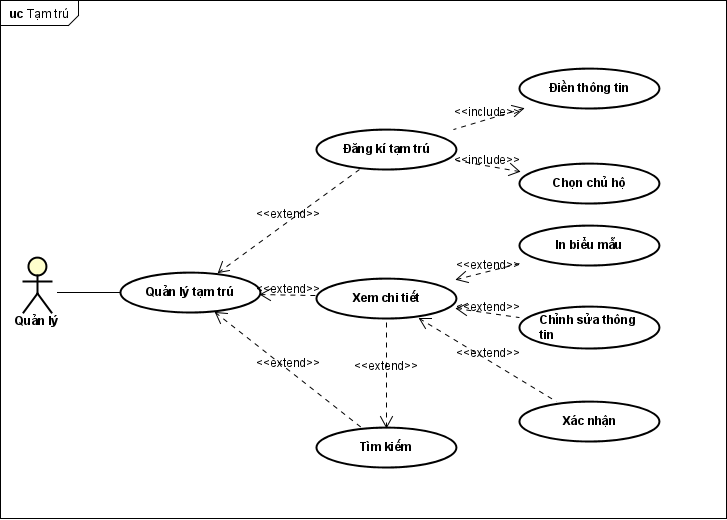 uc Tạm trú
Điền thông tin
<<include>>
Đăng kí tạm trú
<<include>>
Chọn chủ hộ
<<extend>>
In biểu mẫu
<<extend>>
Quản lý tạm trú
<<extend>>
Xem chi tiết
<<extend>>
Chỉnh sửa thông
tin
Quản lý
<<extend>>
<<extend>>
<<extend>>
Xác nhận
Tìm kiếm